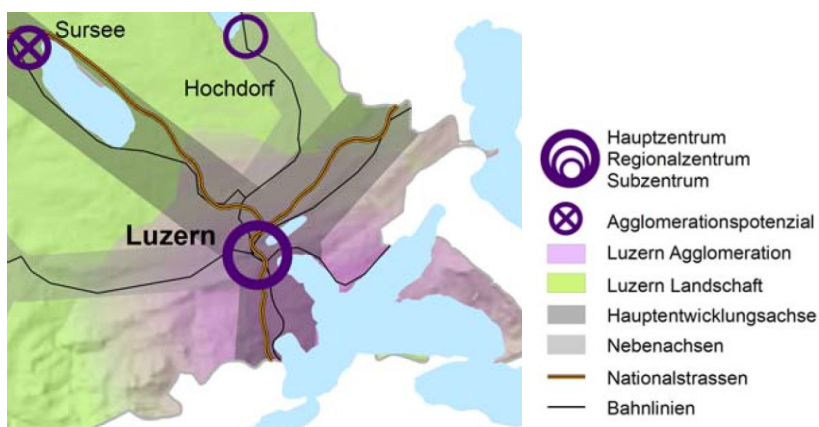 Sursee
Hochdorf
Luzern
Hauptzentrum
Regionalzentrum
Subzentrum
Agglomerationspotenzial
Luzern Agglomeration
Luzern Landschaft
Hauptentwicklungsachse
Nebenachsen
Nationalstrassen
Bahnlinien